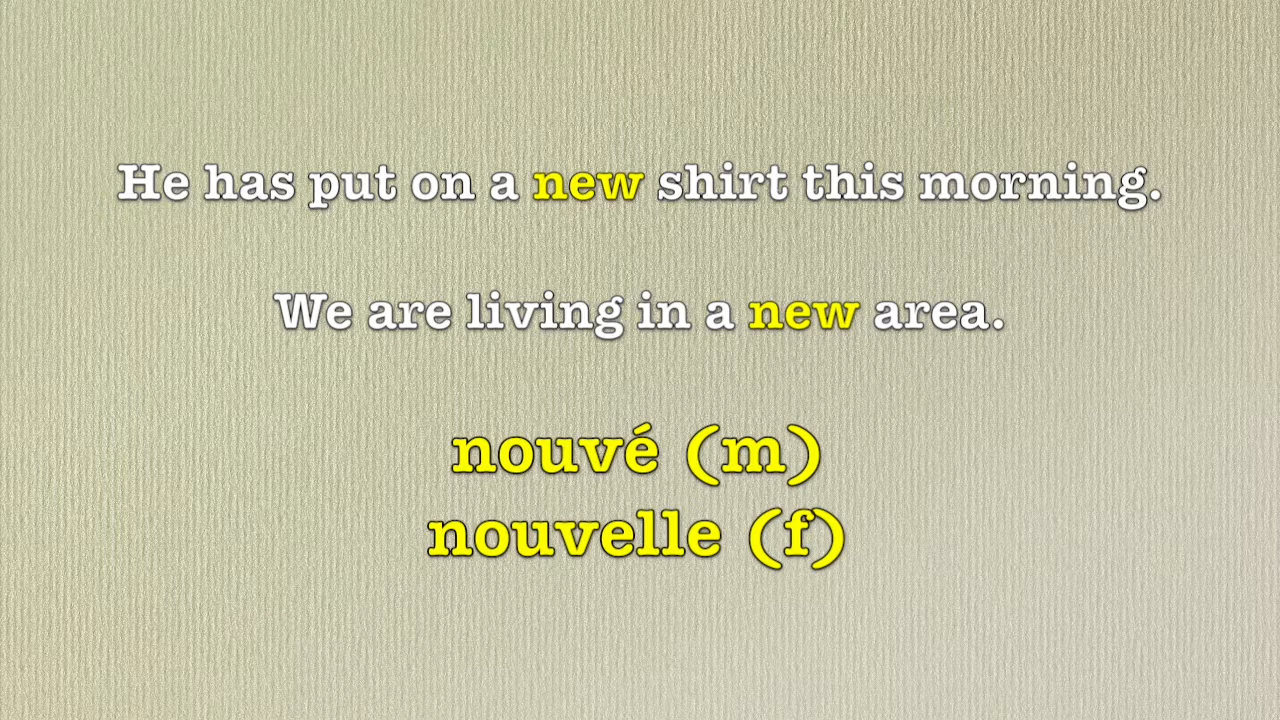 He has put on a new shirt this morning.
We are living in a new area.
nouvé (m)
nouvelle (f)